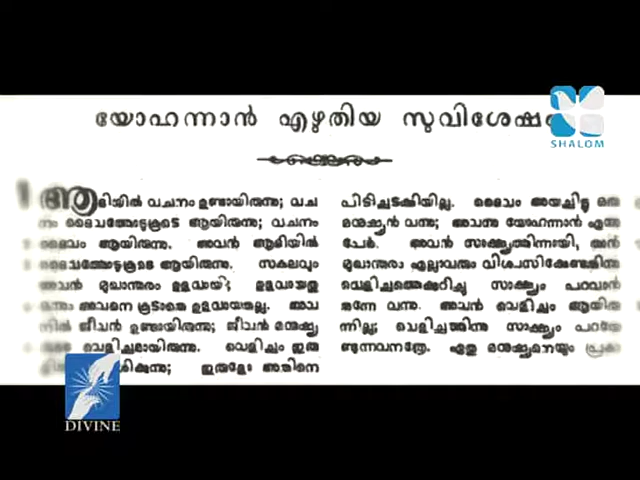 യോഹന്നാൻ എഴുതിയ സുവിശേഷം
SHALOM
ആദിയിൽ വചനം ഉണ്ടായിരുന്നു; വച
നം ദൈവത്തോടുകൂടെ ആയിരുന്നു; വചനം
ദൈവം ആയിരുന്നു. അവൻ ആദിയിൽ
ദൈവത്തോടുകൂടെ ആയിരുന്നു. സകലവും
അവൻ മുഖാന്തരം ഉളവായി; ഉളവായതു
ഒന്നും അവനെ കൂടാതെ ഉളവായതല്ല. അവ
നിൽ ജീവൻ ഉണ്ടായിരുന്നു; ജീവൻ മനുഷ്യ
വെളിച്ചമായിരുന്നു. വെളിച്ചം ഇരു
ഇരുളോ അതിനെ
പിടിച്ചടക്കിയില്ല. ദൈവം അയച്ചിട്ടു ഒരു
മനുഷ്യൻ വന്നു; അവന്നു യോഹന്നാൻ എന്നു
പേർ. അവൻ സാക്ഷ്യത്തിന്നായി, താൻ
മുഖാന്തരം എല്ലാവരും വിശ്വസിക്കേണ്ടതിന്നു
വെളിച്ചത്തെക്കുറിച്ചു സാക്ഷ്യം പറവാൻ
തന്നേ വന്നു. അവൻ വെളിച്ചം ആയിരു
ന്നില്ല; വെളിച്ചത്തിന്നു സാക്ഷ്യം പറയേ
ണ്ടുന്നവനത്രേ. ഏതു മനുഷ്യനെയും പ്രകാ
DIVINE